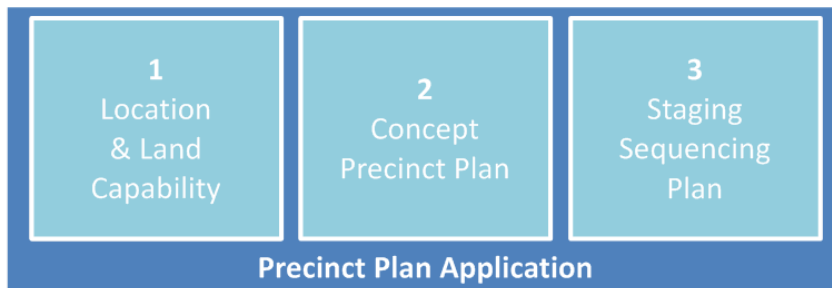 1
Location
& Land
Capability
2
Concept
Precinct Plan
3
Staging
Sequencing
Plan
Precinct Plan Application